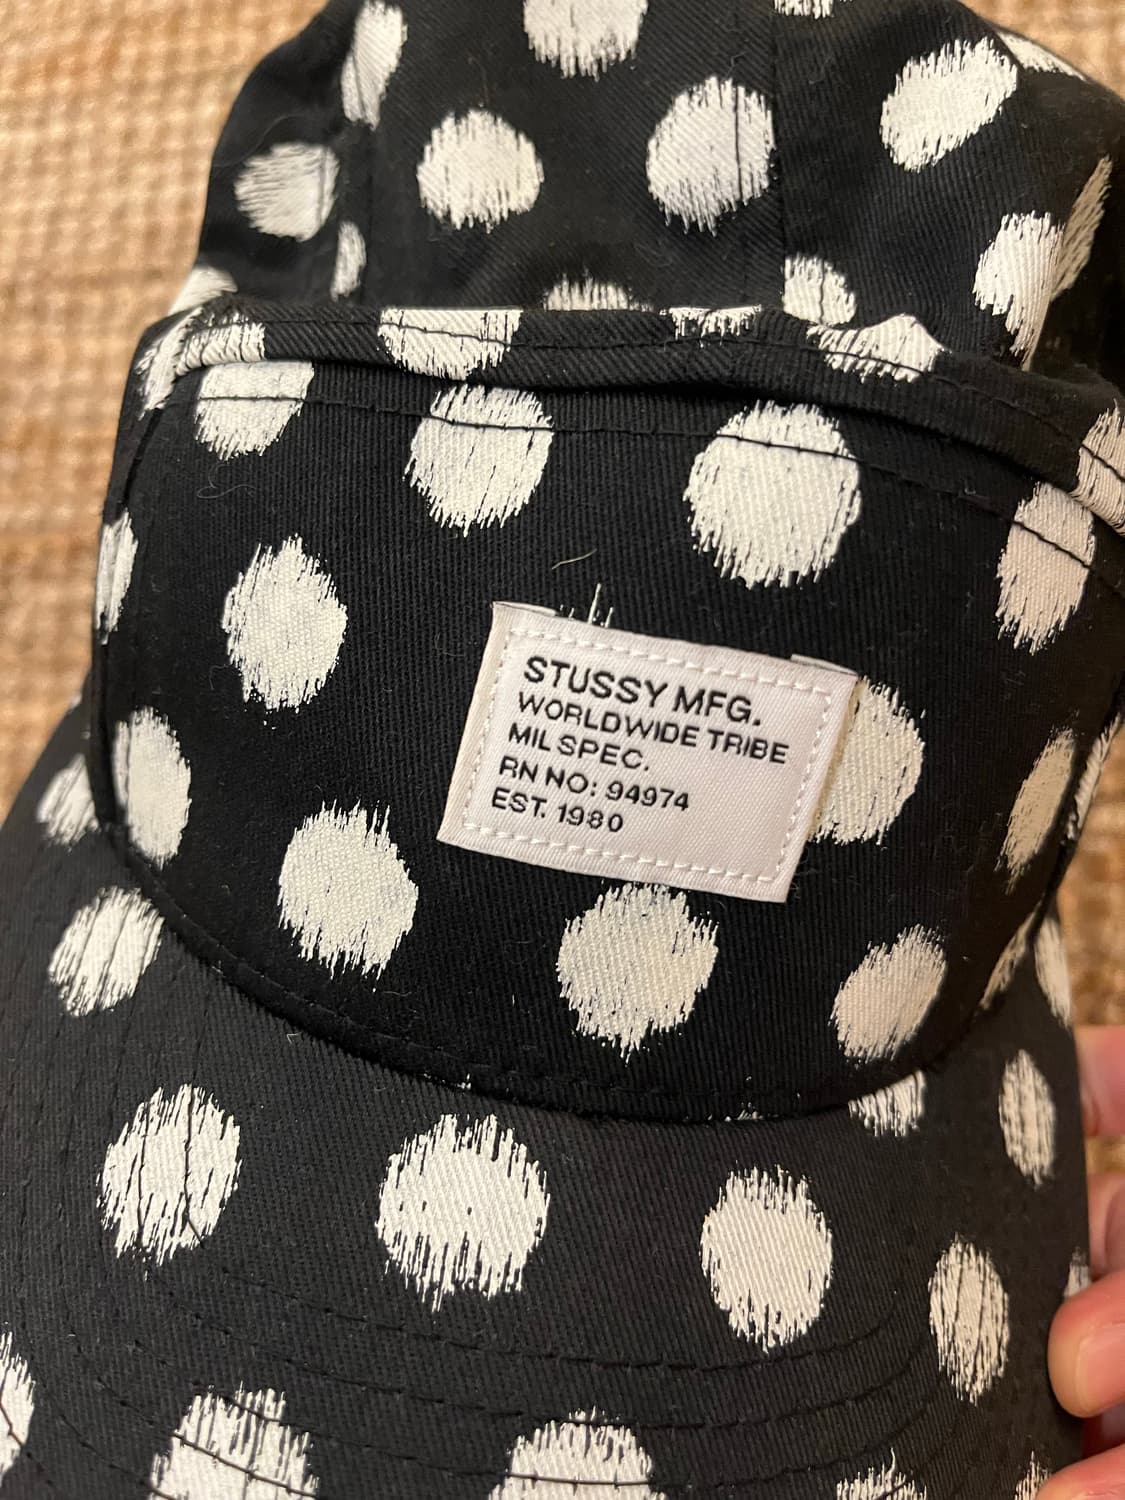 STUSSY MFG.
WORLDWIDE TRIBE
MIL SPEC.
RN NO: 94974
EST. 1980